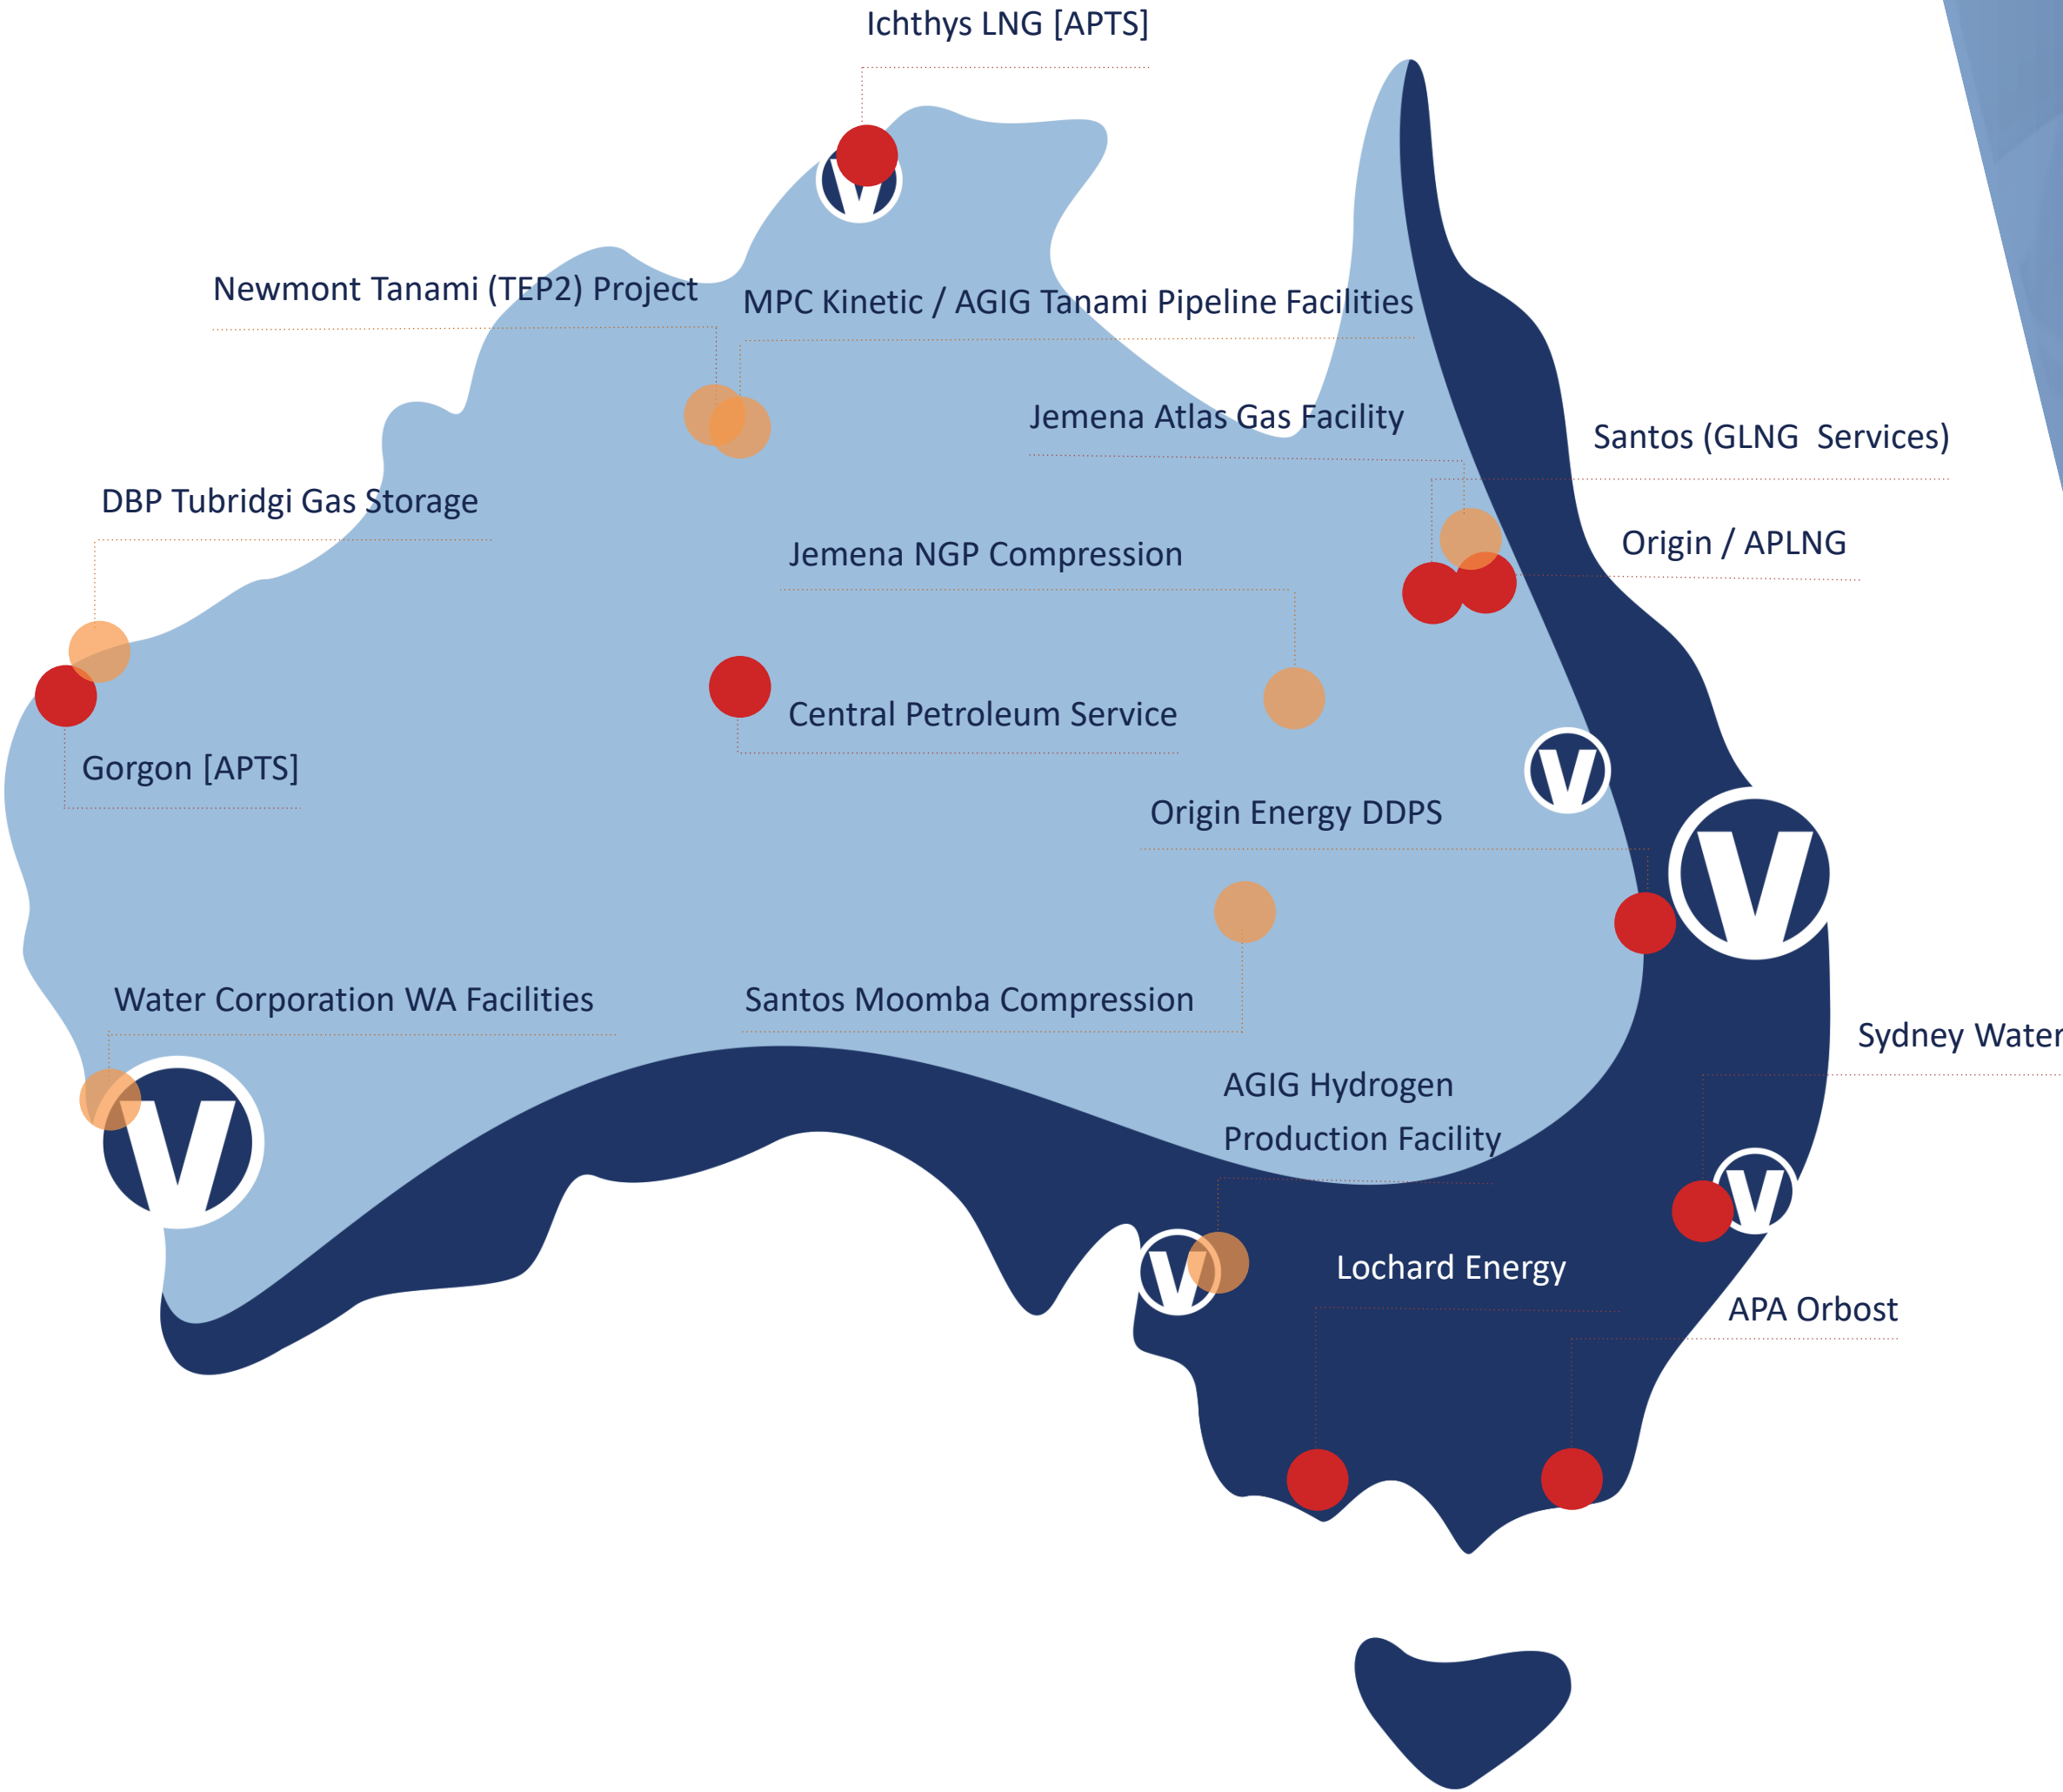 Ichthys LNG [APTS]
Newmont Tanami (TEP2) Project
MPC Kinetic / AGIG Tanami Pipeline Facilities
Jemena Atlas Gas Facility
Santos (GLNG  Services)
DBP Tubridgi Gas Storage
Jemena NGP Compression
Origin / APLNG
Central Petroleum Service
Gorgon [APTS]
Origin Energy DDPS
Water Corporation WA Facilities
Santos Moomba Compression
Sydney Water
AGIG Hydrogen
Production Facility
Lochard Energy
APA Orbost
V
V
V
V
V
V